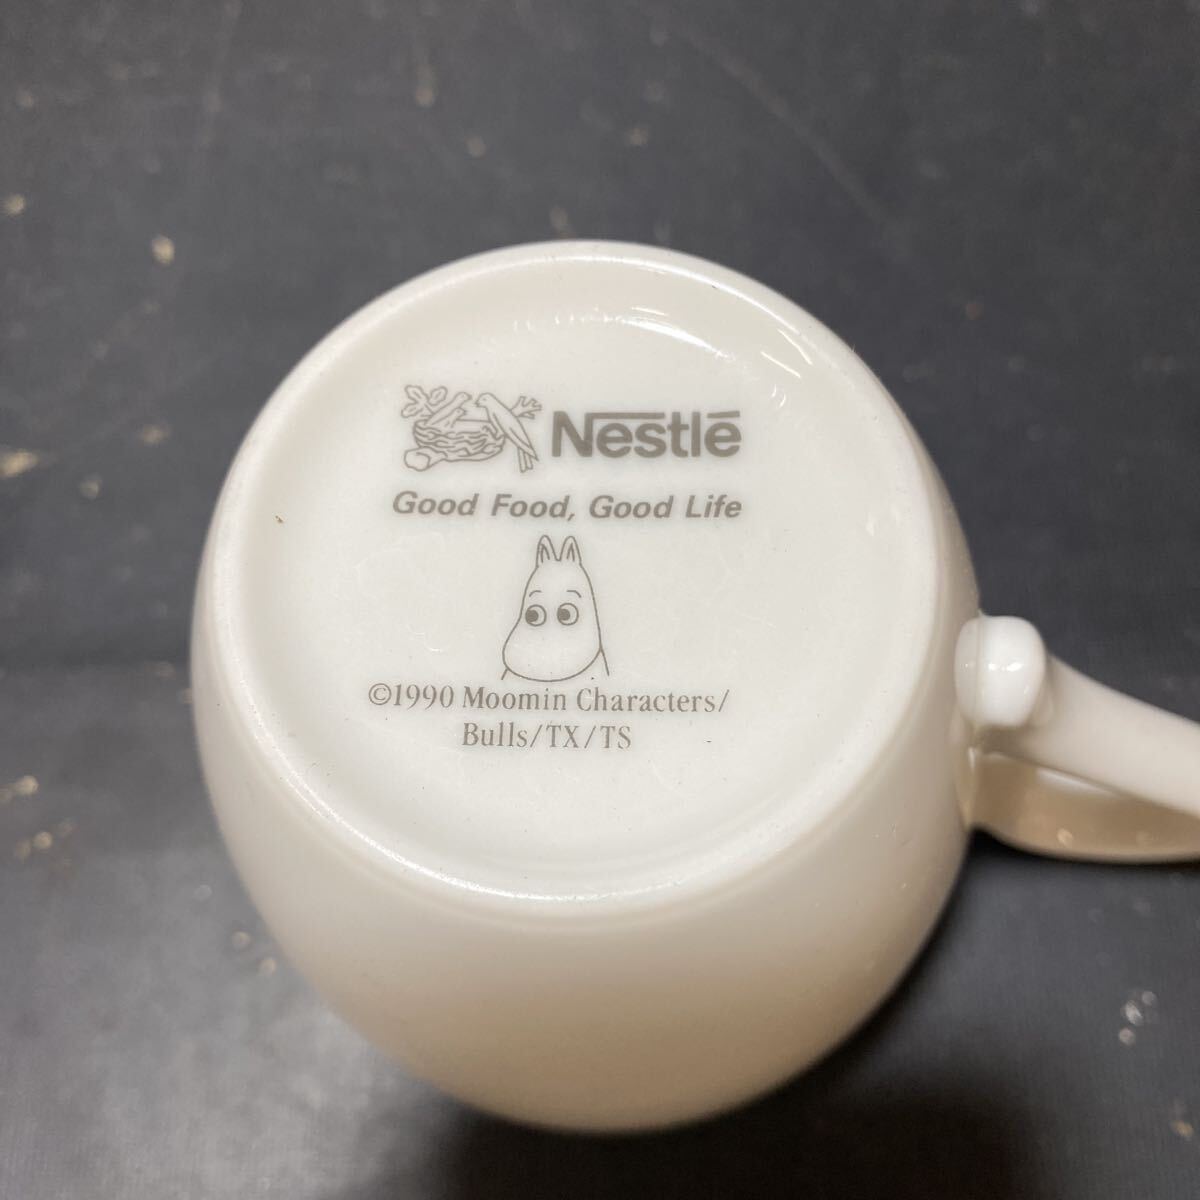 Nestlé
Good Food, Good Life
©1990 Moomin Characters/
Bulls/TX/TS